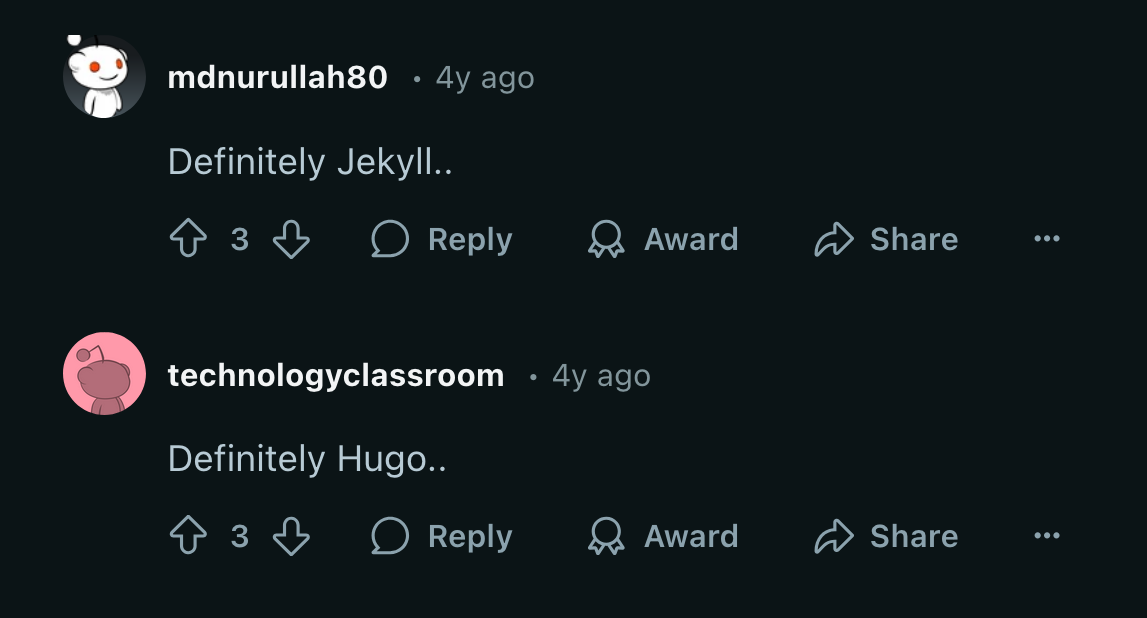 mdnurullah80 • 4y ago
Definitely Jekyll..
3 Reply Award Share ...
technologyclassroom • 4y ago
Definitely Hugo..
3 Reply Award Share ...